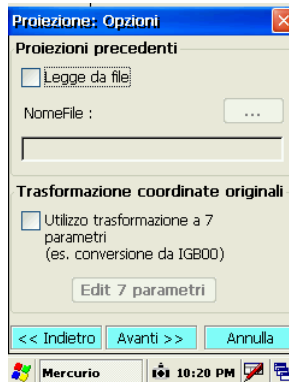 Proiezione: Opzioni
Proiezioni precedenti
Legge da file
NomeFile :
...
Trasformazione coordinate originali
Utilizzo trasformazione a 7
parametri
(es. conversione da IGB00)
Edit 7 parametri
<< Indietro Avanti >> Annulla
Mercurio 10:20 PM